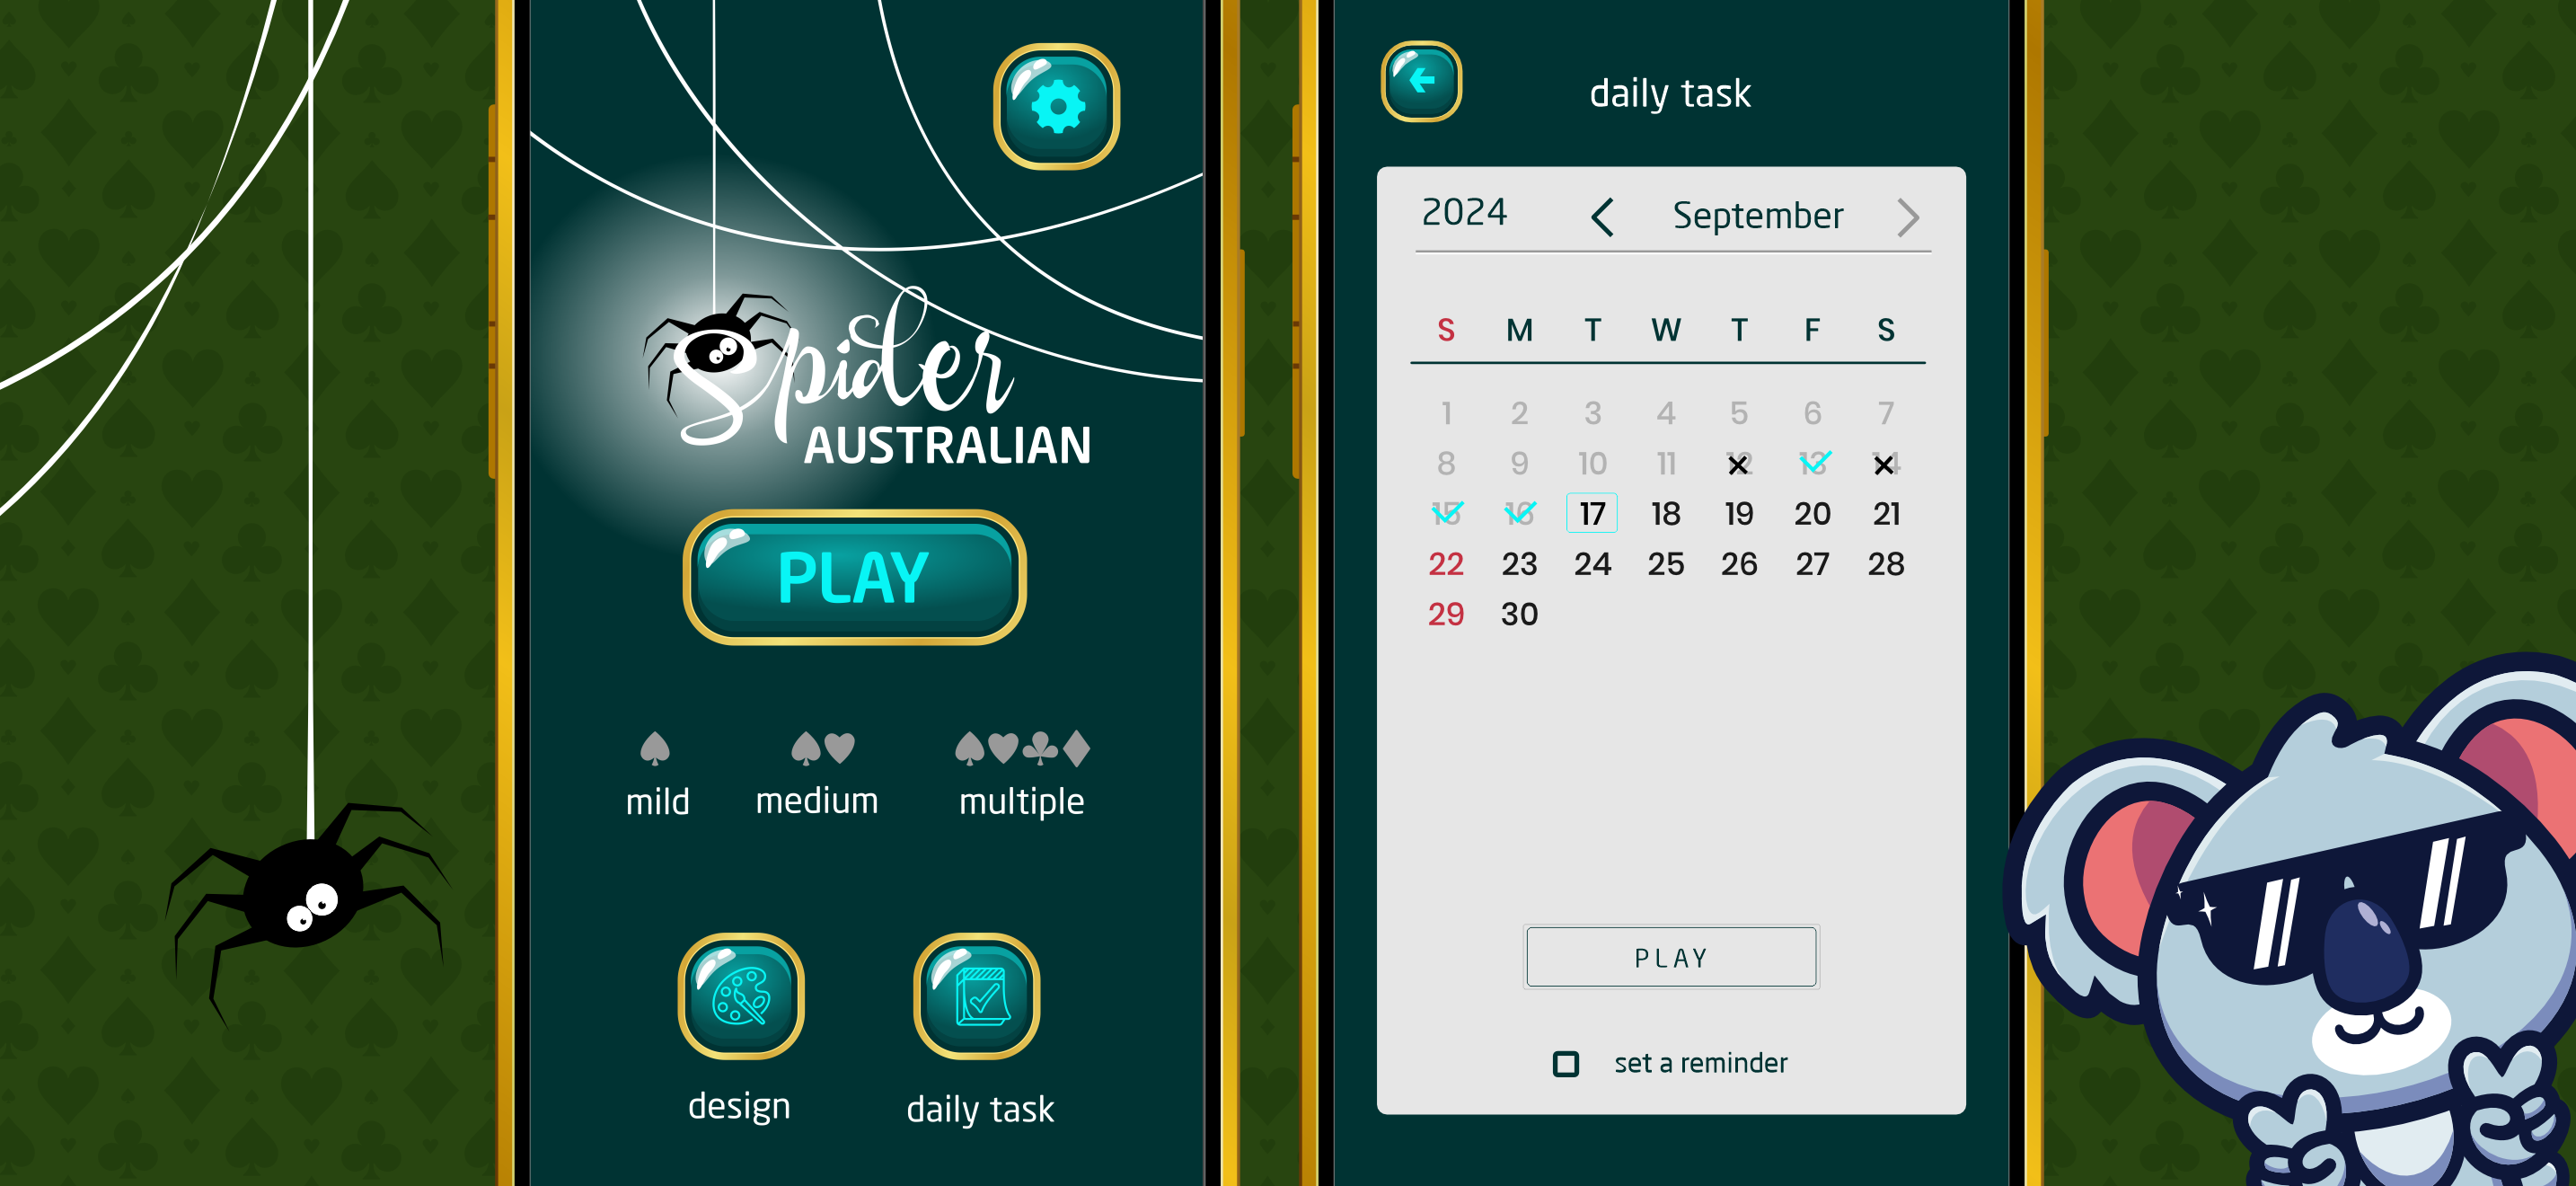 Spider
AUSTRALIAN
PLAY
mild medium multiple
design daily task
daily task
2024 September
S M T W T F S
1 2 3 4 5 6 7
8 9 10 11 12 13 14
15 16 17 18 19 20 21
22 23 24 25 26 27 28
29 30
PLAY
set a reminder